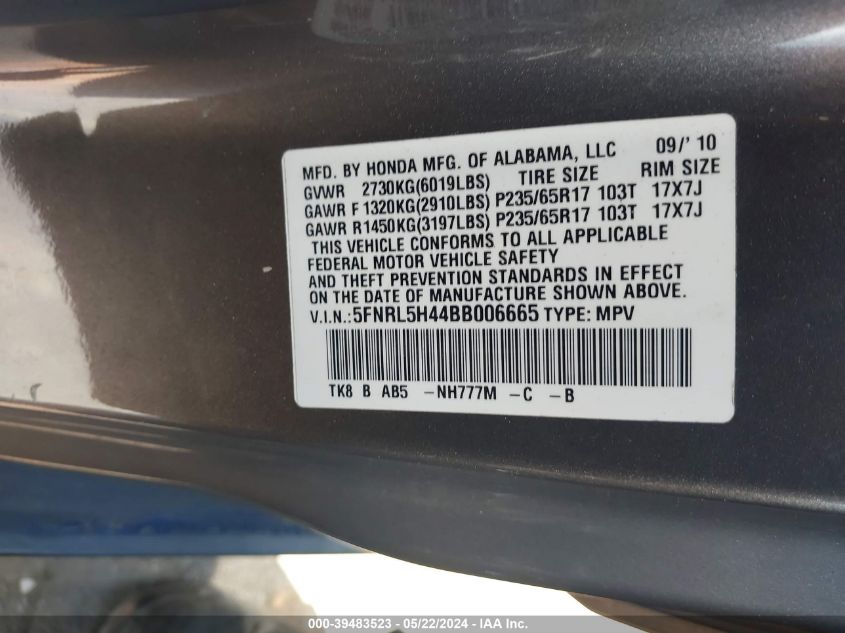 MFD. BY HONDA MFG. OF ALABAMA, LLC 09/' 10
GVWR 2730KG(6019LBS) TIRE SIZE RIM SIZE
GAWR F 1320KG(2910LBS) P235/65R17 103T 17X7J
GAWR R1450KG(3197LBS) P235/65R17 103T 17X7J
THIS VEHICLE CONFORMS TO ALL APPLICABLE
FEDERAL MOTOR VEHICLE SAFETY
AND THEFT PREVENTION STANDARDS IN EFFECT
ON THE DATE OF MANUFACTURE SHOWN ABOVE.
V.I.N.:5FNRL5H44BB006665 TYPE: MPV
TK8 B AB5 -NH777M -C -B
000-39483523 - 05/22/2024 - IAA Inc.